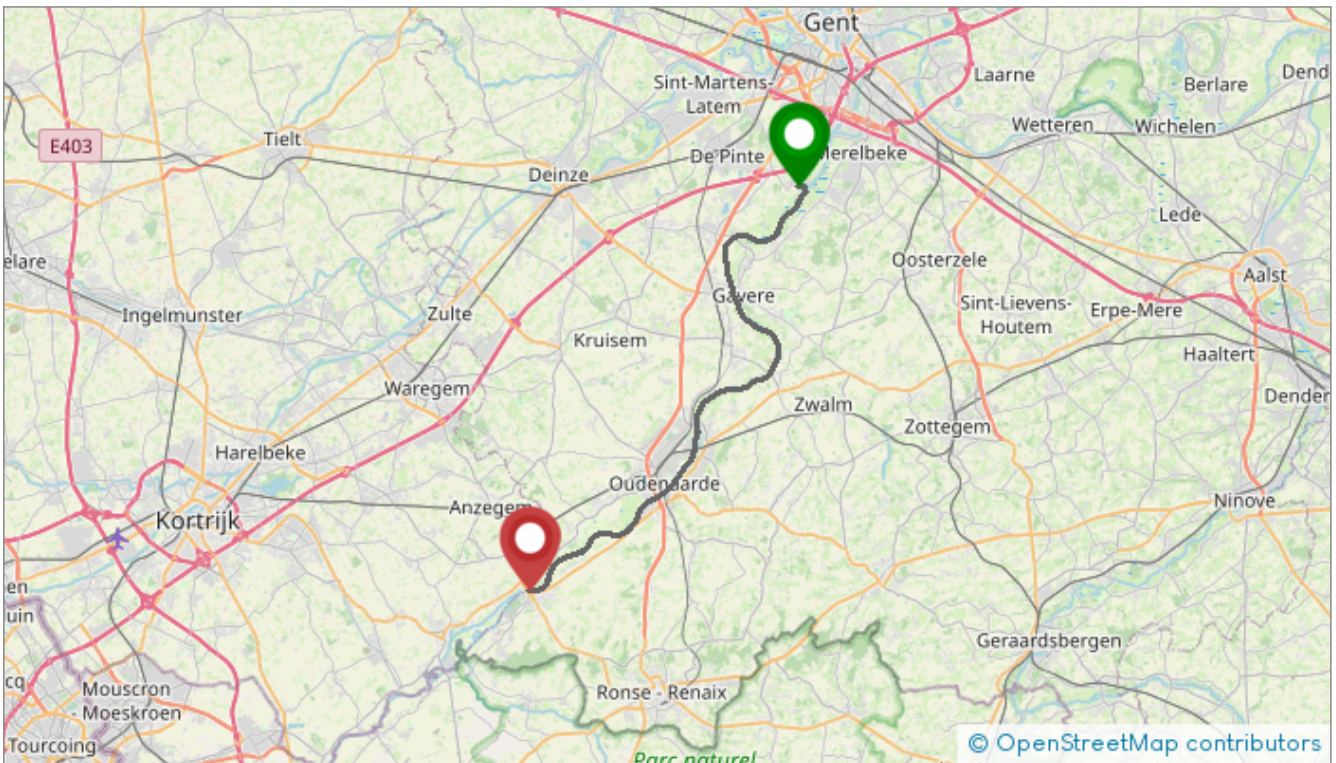 Gent
Laarne
Dend
Sint-Martens-
Latem
Berlare
E403
Tielt
Wetteren
Wichelen
De Pinte
Merelbeke
Deinze
Lede
elare
Oosterzele
Aalst
Gavere
Sint-Lievens-
Houtem
Erpe-Mere
Ingelmunster
Zulte
Kruisem
Haaltert
Waregem
Zwalm
Dender
Zottegem
Harelbeke
Oudenaarde
Anzegem
Ninove
Kortrijk
en
uin
Geraardsbergen
cq
Mouscron
- Moeskroen
Ronse - Renaix
Tourcoing
Parc naturel
© OpenStreetMap contributors